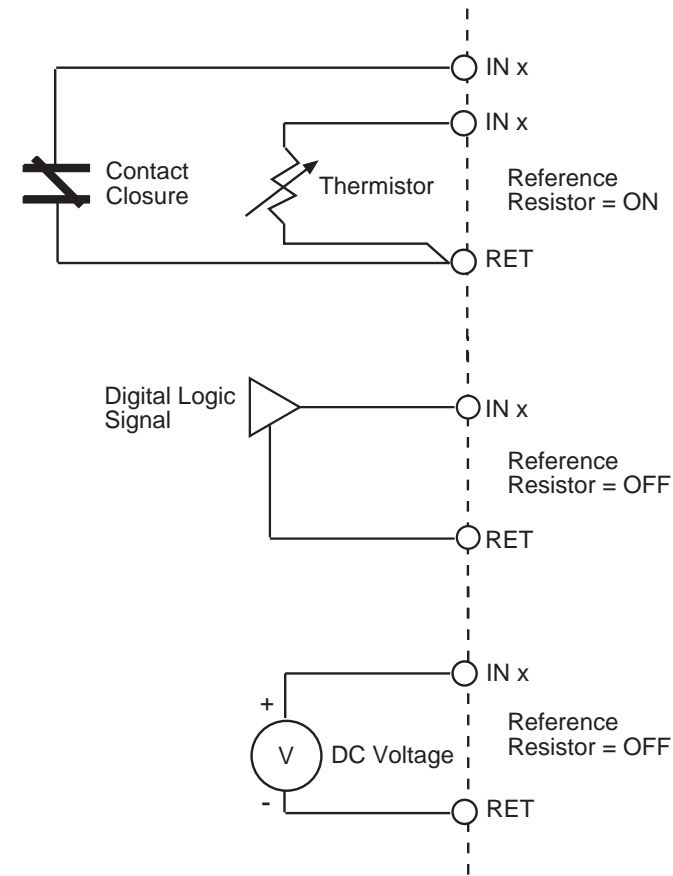 IN x
IN x
Contact
Closure
Thermistor
Reference
Resistor = ON
RET
Digital Logic
Signal
IN x
Reference
Resistor = OFF
RET
IN x
+
V
DC Voltage
Reference
Resistor = OFF
-
RET